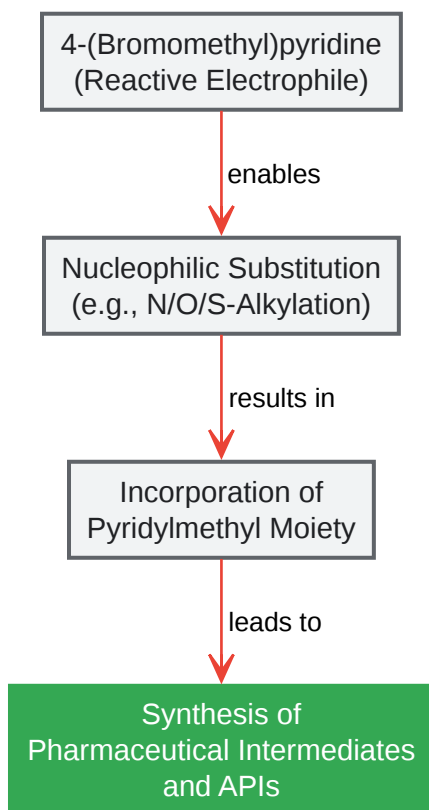 4-(Bromomethyl)pyridine
(Reactive Electrophile)
enables
Nucleophilic Substitution
(e.g., N/O/S-Alkylation)
results in
Incorporation of
Pyridylmethyl Moiety
leads to
Synthesis of
Pharmaceutical Intermediates
and APIs